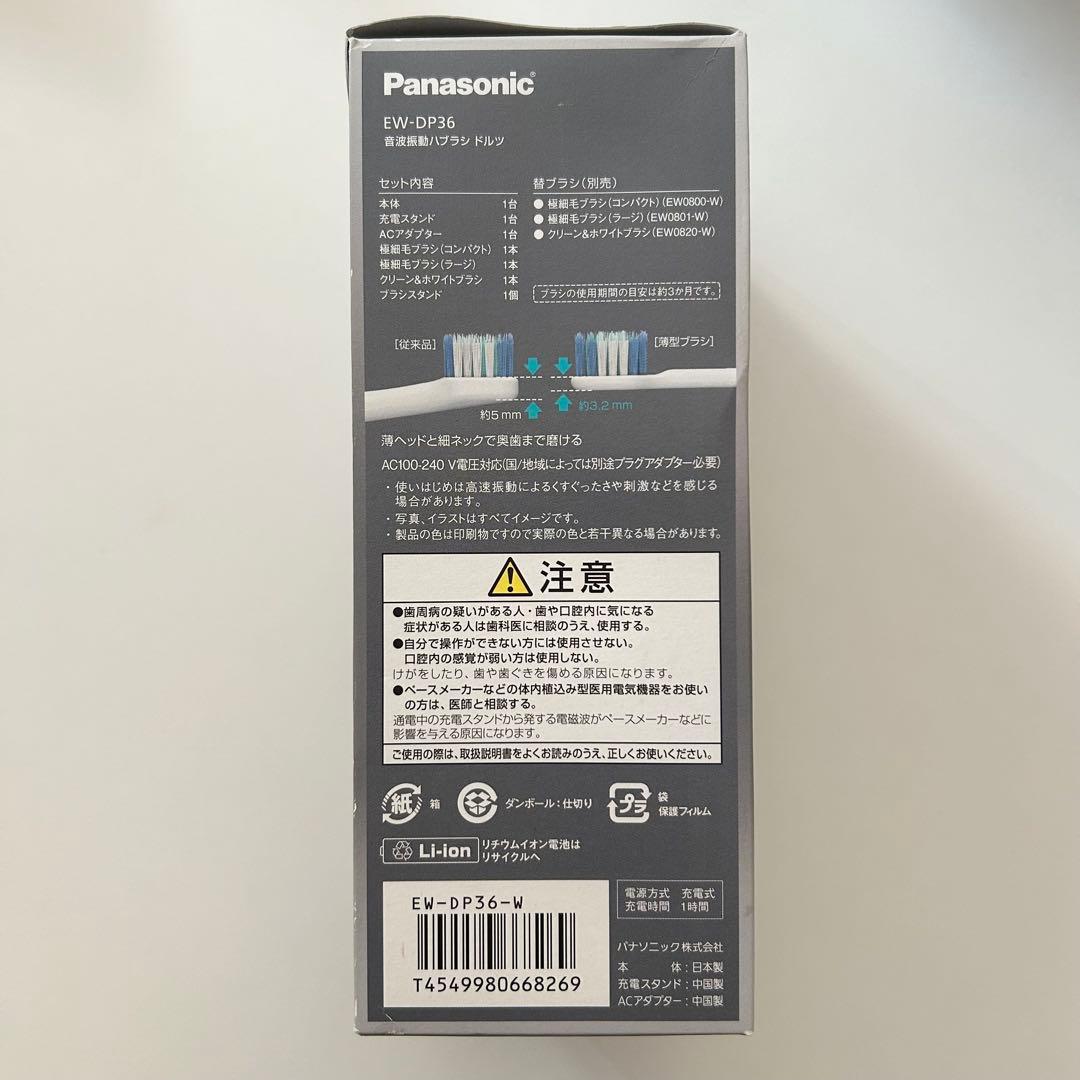 Panasonic®
EW-DP36
音波振動ハブラシ ドルツ
セット内容
本体 1台
充電スタンド 1台
ACアダプター 1台
極細毛ブラシ(コンパクト) 1本
極細毛ブラシ(ラージ) 1本
クリーン&ホワイトブラシ 1本
ブラシスタンド 1個
替ブラシ(別売)
● 極細毛ブラシ(コンパクト)(EW0800-W)
● 極細毛ブラシ(ラージ)(EW0801-W)
● クリーン&ホワイトブラシ(EW0820-W)
ブラシの使用期間の目安は約3か月です。
[従来品]
[薄型ブラシ]
約5mm
約3.2mm
薄ヘッドと細ネックで奥歯まで磨ける
AC100-240 V電圧対応(国/地域によっては別途プラグアダプター必要)
・使いはじめは高速振動によるくすぐったさや刺激などを感じる
場合があります。
・写真、イラストはすべてイメージです。
・製品の色は印刷物ですので実際の色と若干異なる場合があります。
注意
●歯周病の疑いがある人・歯や口腔内に気になる
症状がある人は歯科医に相談のうえ、使用する。
●自分で操作ができない方には使用させない。
口腔内の感覚が弱い方は使用しない。
けがをしたり、歯や歯ぐきを傷める原因になります。
●ペースメーカーなどの体内植込み型医用電気機器をお使い
の方は、医師と相談する。
通電中の充電スタンドから発する電磁波がペースメーカーなどに
影響を与える原因になります。
ご使用の際は、取扱説明書をよくお読みのうえ、正しくお使いください。
紙 箱
ダンボール:仕切り
プラ 袋
保護フィルム
Li-ion リチウムイオン電池は
リサイクルへ
EW-DP36-W
T4549980668269
電源方式 充電式
充電時間 1時間
パナソニック株式会社
本 体:日本製
充電スタンド:中国製
ACアダプター:中国製